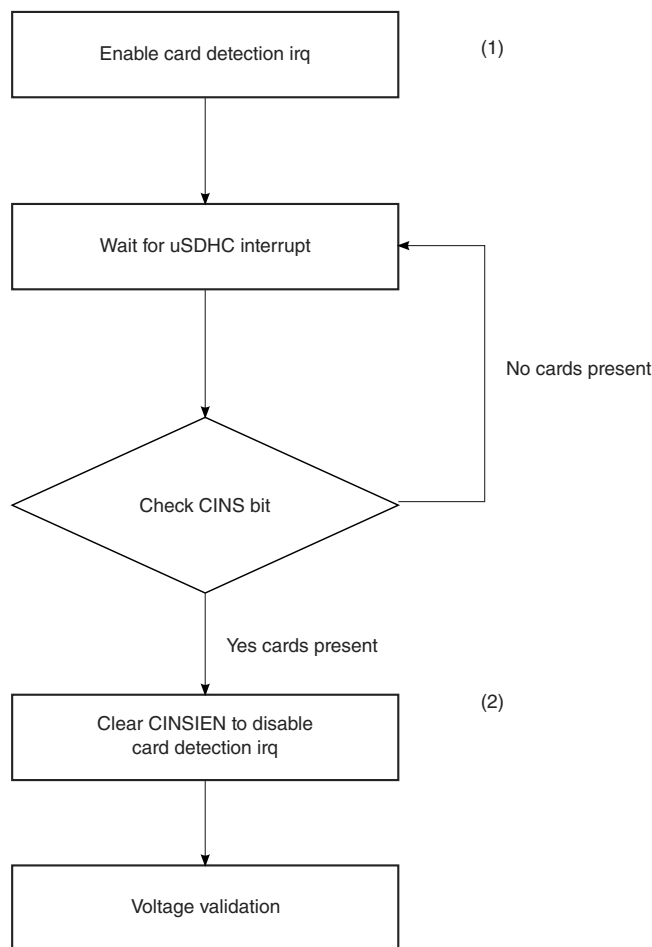 Enable card detection irq
(1)
Wait for uSDHC interrupt
No cards present
Check CINS bit
Yes cards present
(2)
Clear CINSIEN to disable
card detection irq
Voltage validation